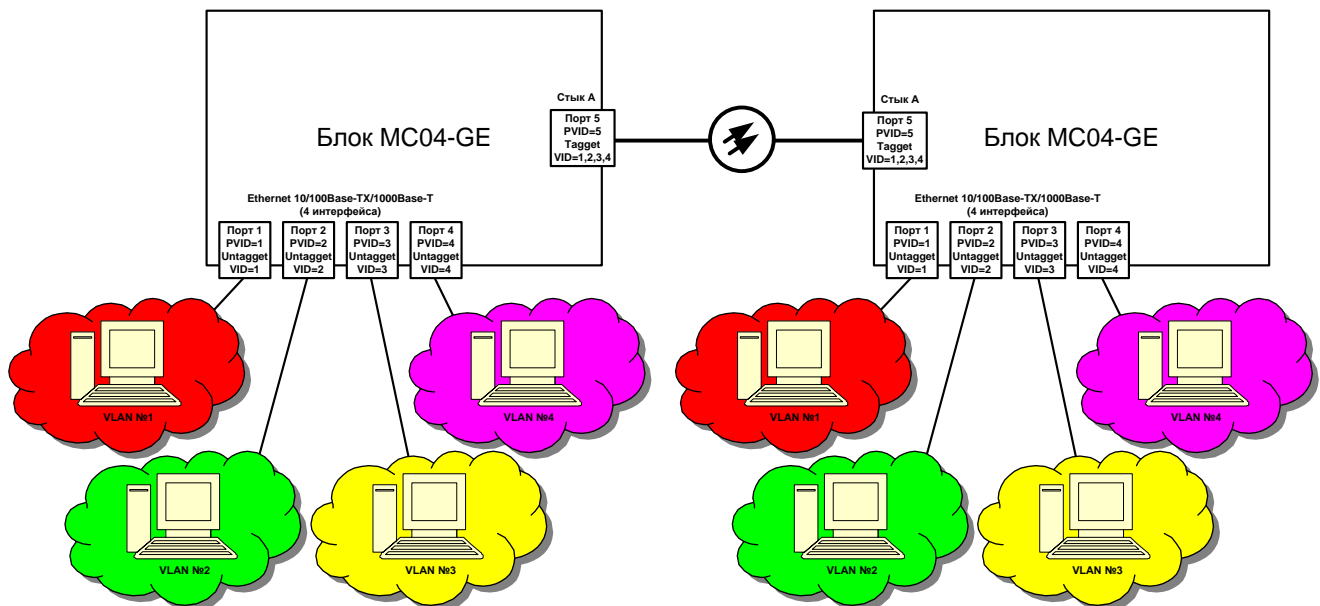 Стык А
Порт 5
PVID=5
Tagget
VID=1,2,3,4
Блок МС04-GE
Ethernet 10/100Base-TX/1000Base-T
(4 интерфейса)
Порт 1
PVID=1
Untagget
VID=1
Порт 2
PVID=2
Untagget
VID=2
Порт 3
PVID=3
Untagget
VID=3
Порт 4
PVID=4
Untagget
VID=4
VLAN №1
VLAN №4
VLAN №2
VLAN №3
Стык А
Порт 5
PVID=5
Tagget
VID=1,2,3,4
Блок МС04-GE
Ethernet 10/100Base-TX/1000Base-T
(4 интерфейса)
Порт 1
PVID=1
Untagget
VID=1
Порт 2
PVID=2
Untagget
VID=2
Порт 3
PVID=3
Untagget
VID=3
Порт 4
PVID=4
Untagget
VID=4
VLAN №1
VLAN №4
VLAN №2
VLAN №3